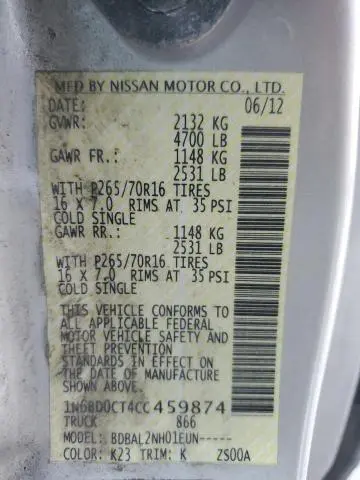 MFD BY NISSAN MOTOR CO., LTD.
DATE: 06/12
GVWR: 2132 KG
4700 LB
GAWR FR.: 1148 KG
2531 LB
WITH P265/70R16 TIRES
16 X 7.0 RIMS AT 35 PSI
COLD SINGLE
GAWR RR.: 1148 KG
2531 LB
WITH P265/70R16 TIRES
16 X 7.0 RIMS AT 35 PSI
COLD SINGLE
THIS VEHICLE CONFORMS TO
ALL APPLICABLE FEDERAL
MOTOR VEHICLE SAFETY AND
THEFT PREVENTION
STANDARDS IN EFFECT ON THE
DATE OF MANUFACTURE
1N6BD0CT4CC459874
TRUCK 866
MODEL: BDBAL2NH01EUN-----
COLOR: K23 TRIM: K ZS00A